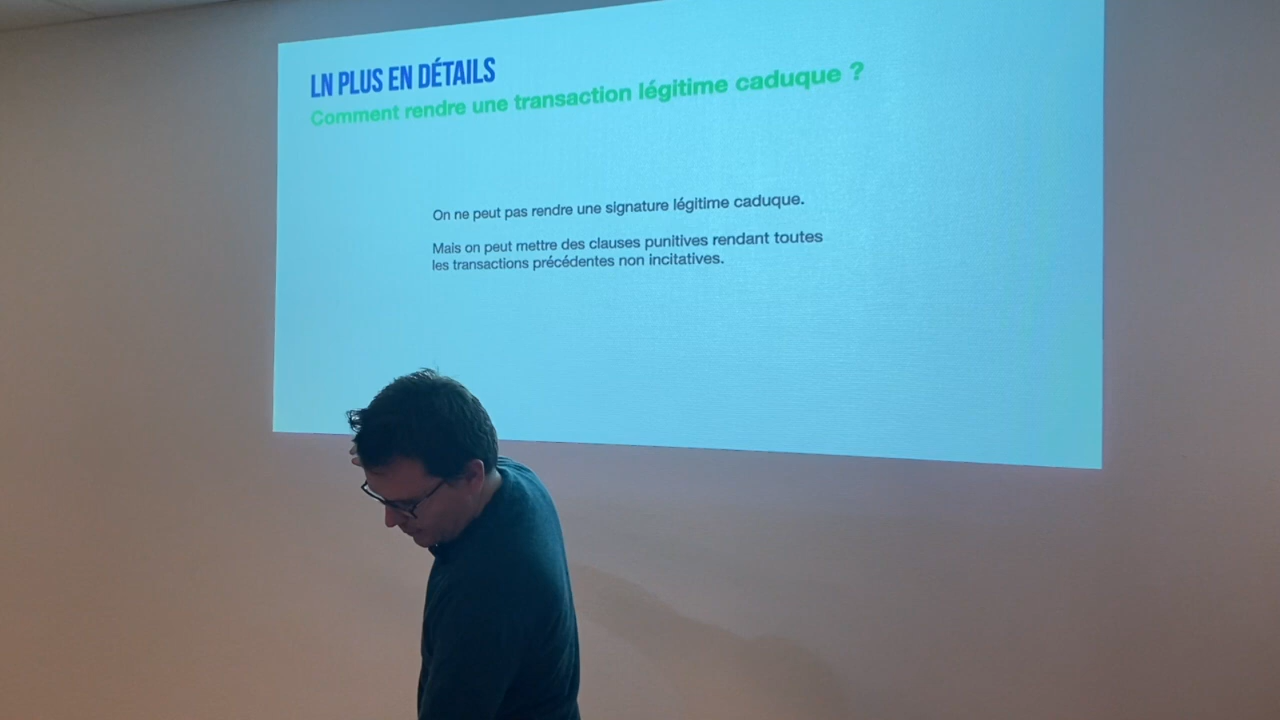 LN PLUS EN DÉTAILS
Comment rendre une transaction légitime caduque ?
On ne peut pas rendre une signature légitime caduque.
Mais on peut mettre des clauses punitives rendant toutes
les transactions précédentes non incitatives.